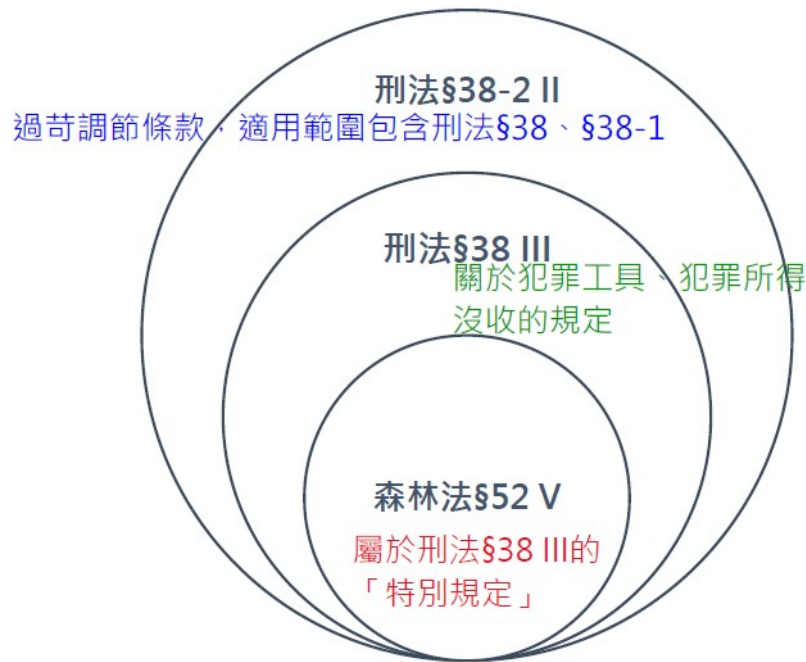 刑法§38-2 II
過苛調節條款，適用範圍包含刑法§38、§38-1
刑法§38 III
關於犯罪工具、犯罪所得
沒收的規定
森林法§52 V
屬於刑法§38 III的
「特別規定」